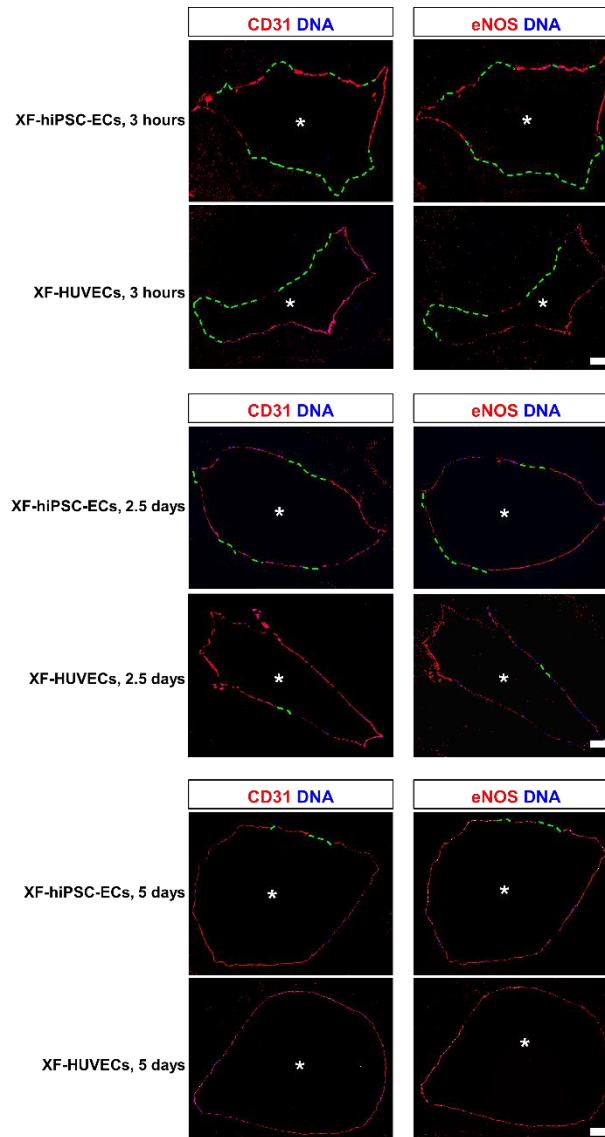 CD31 DNA
eNOS DNA
XF-hiPSC-ECs, 3 hours
*
*
XF-HUVECs, 3 hours
*
*
CD31 DNA
eNOS DNA
XF-hiPSC-ECs, 2.5 days
*
*
XF-HUVECs, 2.5 days
*
*
CD31 DNA
eNOS DNA
XF-hiPSC-ECs, 5 days
*
*
XF-HUVECs, 5 days
*
*